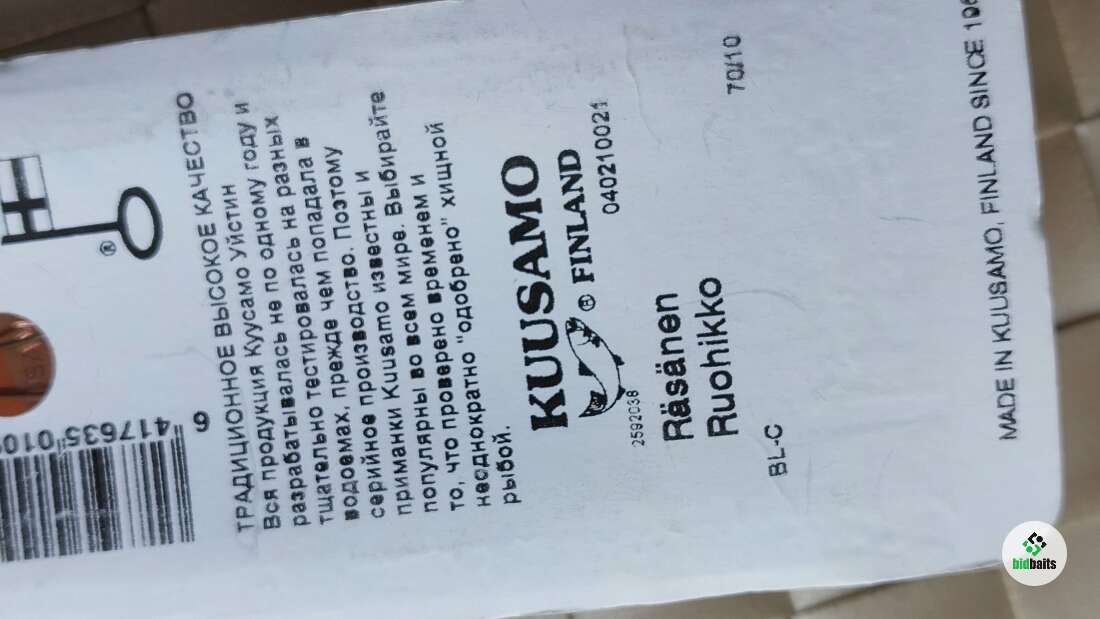 ТРАДИЦИОННОЕ ВЫСОКОЕ КАЧЕСТВО
Вся продукция Куусамо Уйстин
разрабатывалась не по одному году и
тщательно тестировалась на разных
водоемах, прежде чем попадала в
серийное производство. Поэтому
приманки Kuusamo известны и
популярны во всем мире. Выбирайте
то, что проверено временем и
неоднократно "одобрено" хищной
рыбой.
®
6 417635 010
KUUSAMO
® FINLAND
040210021
2592038
Räsänen
Ruohikko
70/10
BL-C
MADE IN KUUSAMO, FINLAND SINCE
bidbaits